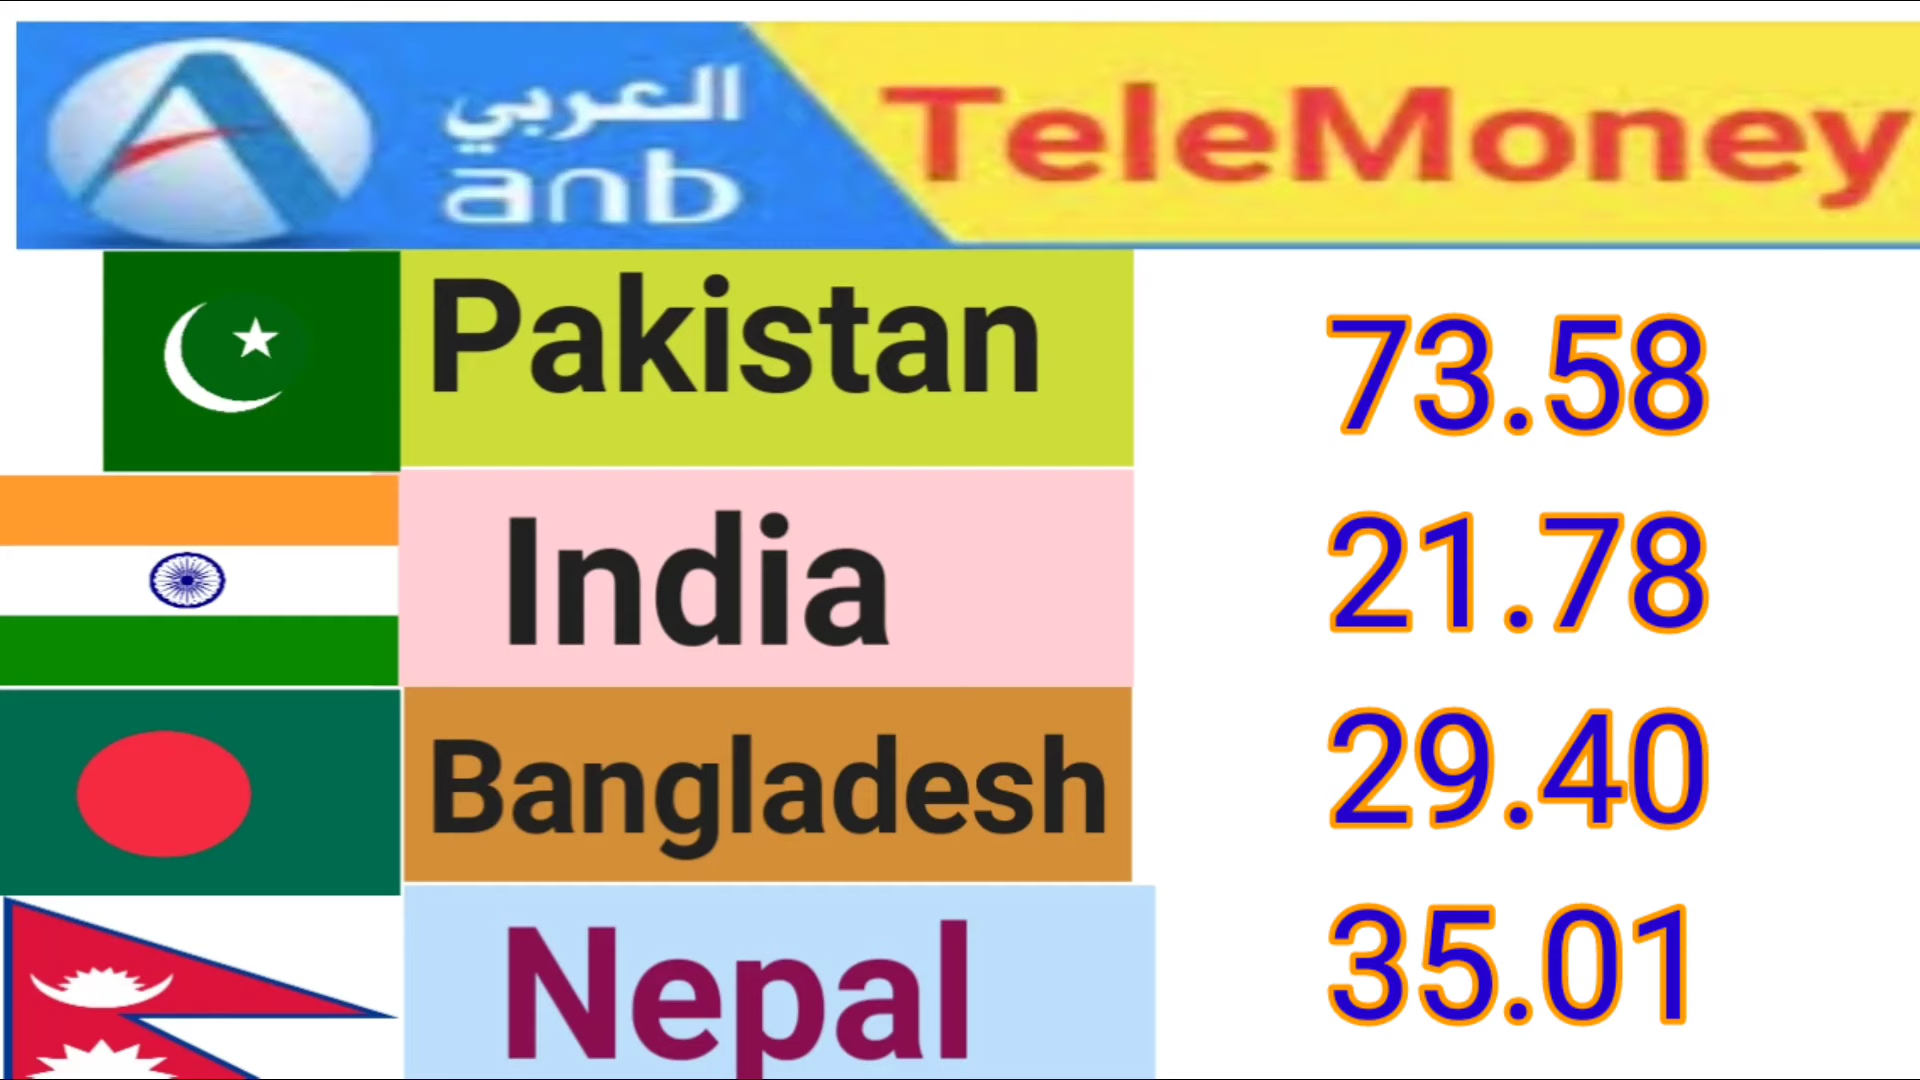 العربي
anb
TeleMoney
Pakistan 73.58
India 21.78
Bangladesh 29.40
Nepal 35.01